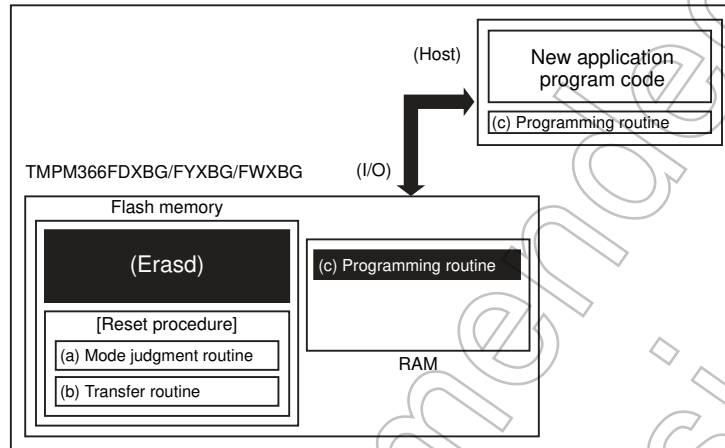 (Host)
New application
program code
(c) Programming routine
TMPM366FDXBG/FYXBG/FWXBG
(I/O)
Flash memory
(Erasd)
(c) Programming routine
[Reset procedure]
(a) Mode judgment routine
(b) Transfer routine
RAM